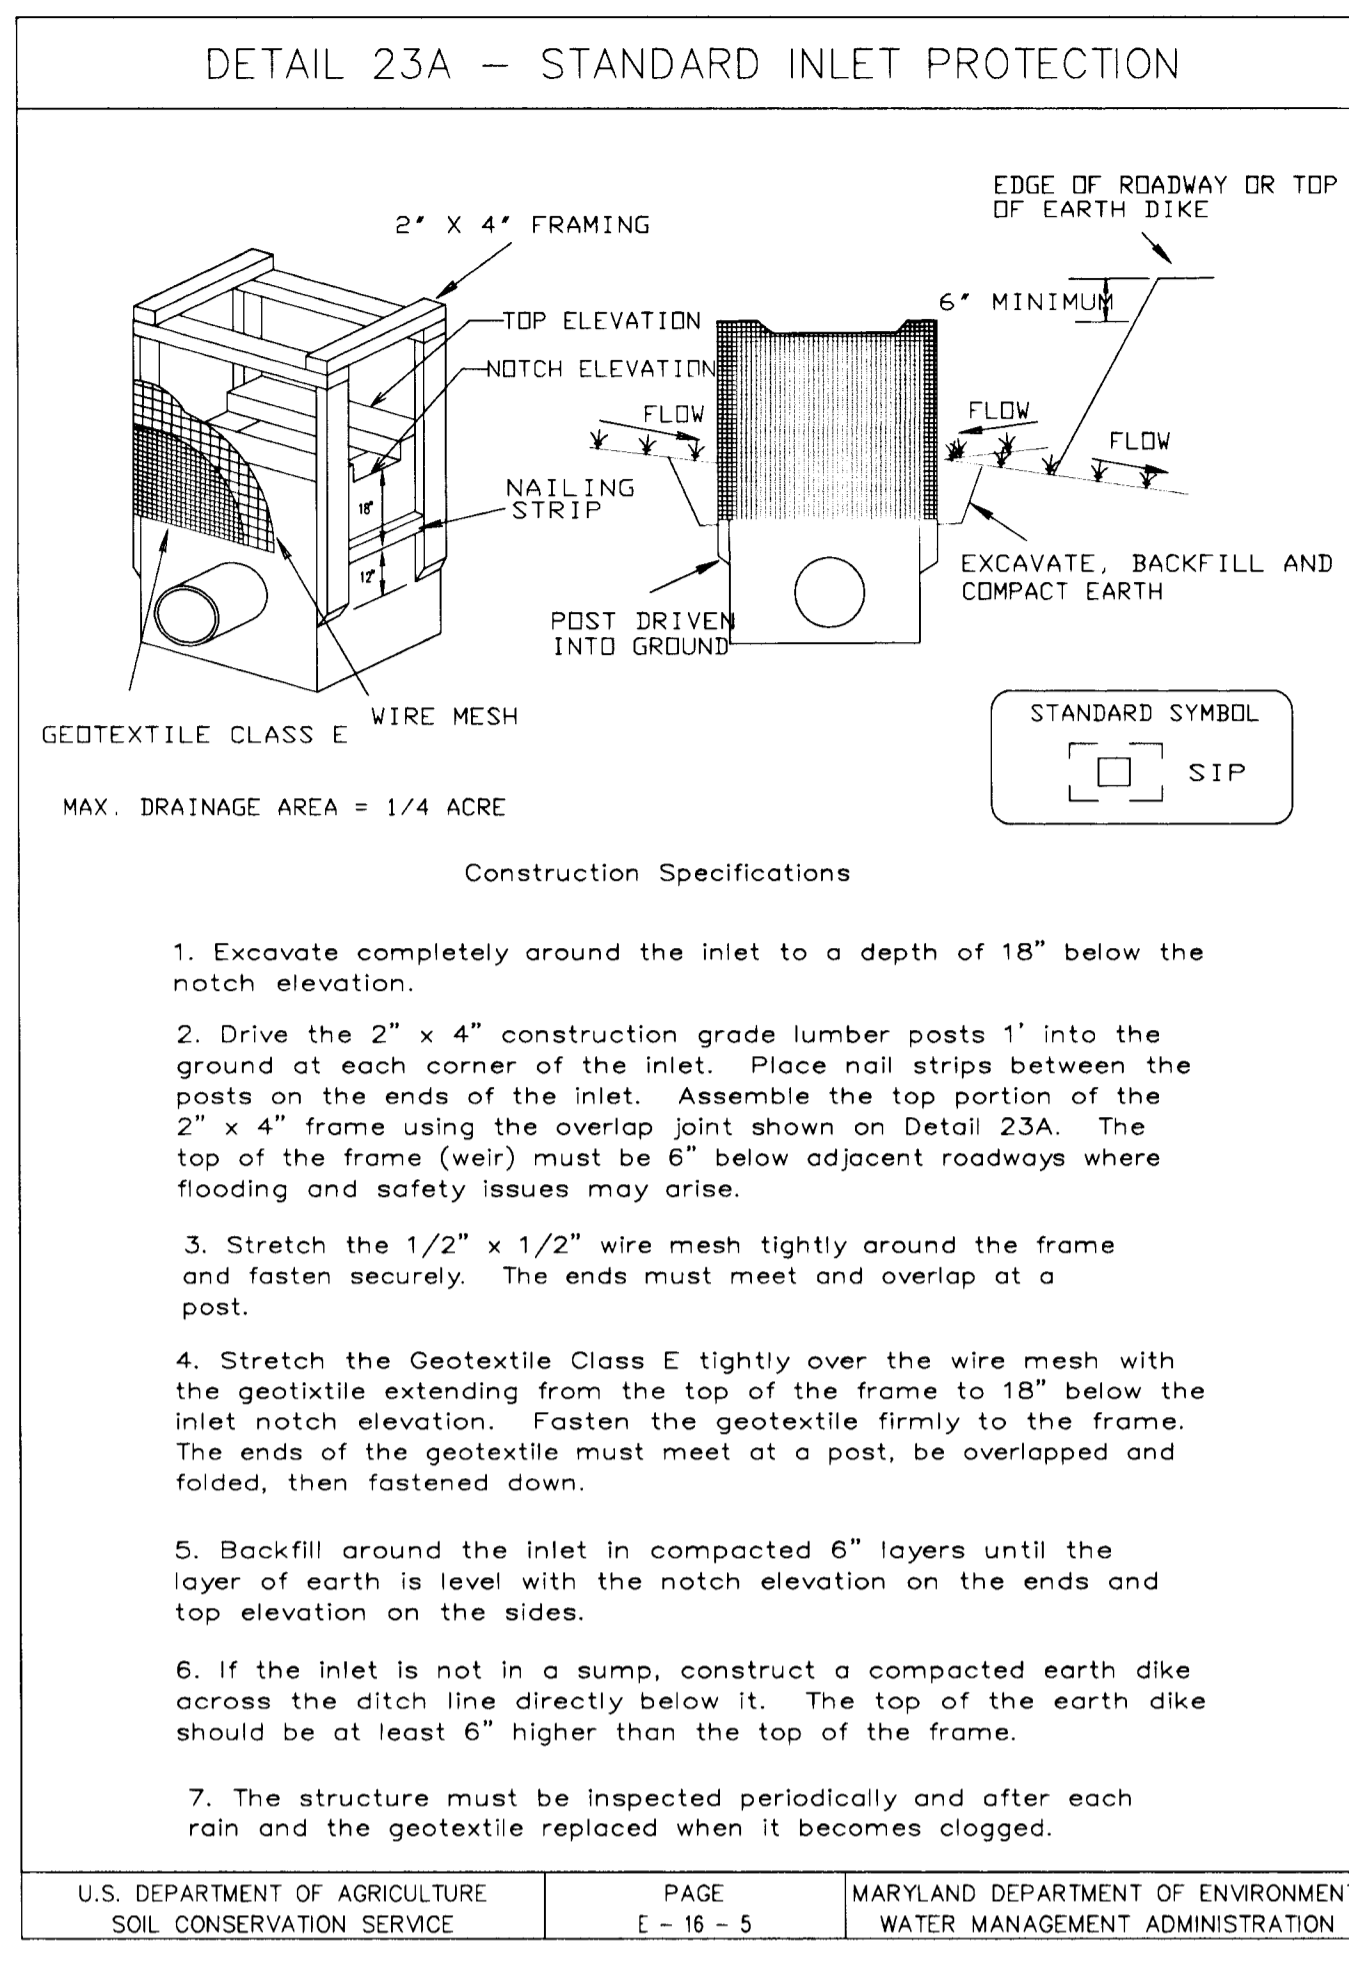 DETAIL 23A – STANDARD INLET PROTECTION
EDGE OF ROADWAY OR TOP
OF EARTH DIKE
2" X 4" FRAMING
6" MINIMUM
TOP ELEVATION
NOTCH ELEVATION
FLOW
FLOW
FLOW
NAILING
STRIP
18"
12"
EXCAVATE, BACKFILL AND
COMPACT EARTH
POST DRIVEN
INTO GROUND
WIRE MESH
GEOTEXTILE CLASS E
STANDARD SYMBOL
SIP
MAX. DRAINAGE AREA = 1/4 ACRE
Construction Specifications
1. Excavate completely around the inlet to a depth of 18" below the
notch elevation.
2. Drive the 2" x 4" construction grade lumber posts 1' into the
ground at each corner of the inlet. Place nail strips between the
posts on the ends of the inlet. Assemble the top portion of the
2" x 4" frame using the overlap joint shown on Detail 23A. The
top of the frame (weir) must be 6" below adjacent roadways where
flooding and safety issues may arise.
3. Stretch the 1/2" x 1/2" wire mesh tightly around the frame
and fasten securely. The ends must meet and overlap at a
post.
4. Stretch the Geotextile Class E tightly over the wire mesh with
the geotixtile extending from the top of the frame to 18" below the
inlet notch elevation. Fasten the geotextile firmly to the frame.
The ends of the geotextile must meet at a post, be overlapped and
folded, then fastened down.
5. Backfill around the inlet in compacted 6" layers until the
layer of earth is level with the notch elevation on the ends and
top elevation on the sides.
6. If the inlet is not in a sump, construct a compacted earth dike
across the ditch line directly below it. The top of the earth dike
should be at least 6" higher than the top of the frame.
7. The structure must be inspected periodically and after each
rain and the geotextile replaced when it becomes clogged.
U.S. DEPARTMENT OF AGRICULTURE
SOIL CONSERVATION SERVICE
PAGE
E – 16 – 5
MARYLAND DEPARTMENT OF ENVIRONMENT
WATER MANAGEMENT ADMINISTRATION